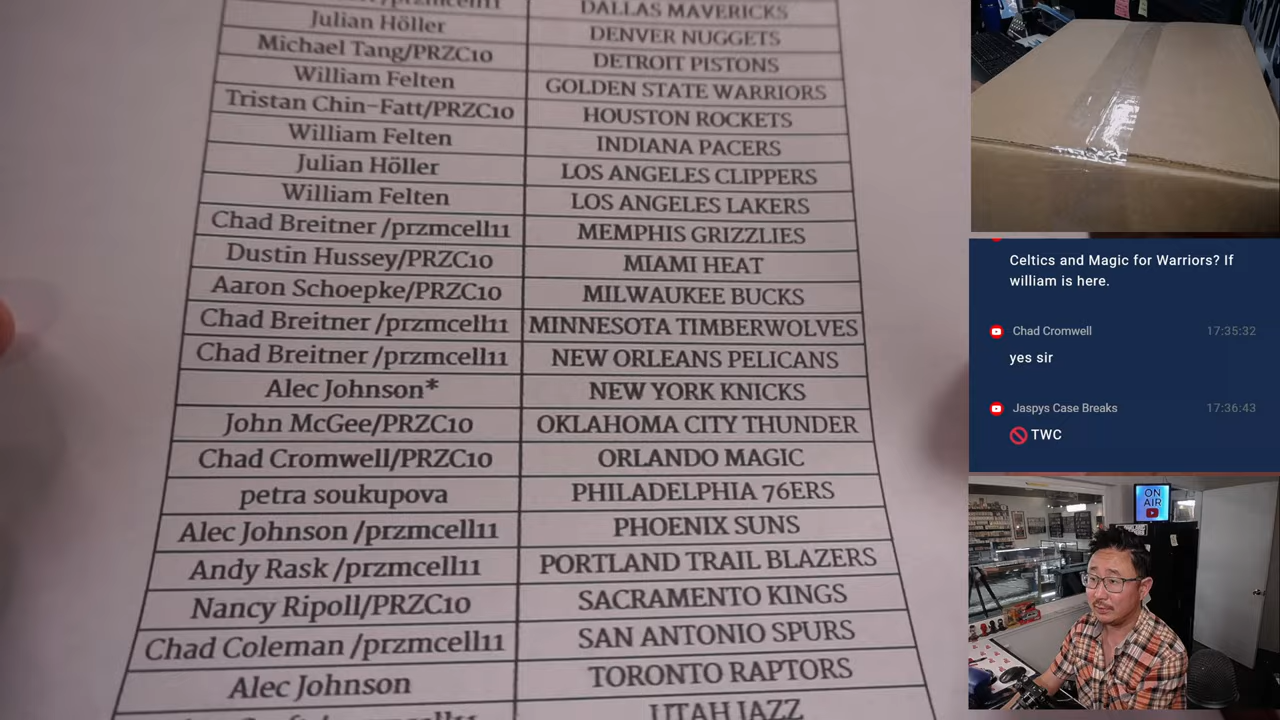 DALLAS MAVERICKS
Julian Höller DENVER NUGGETS
Michael Tang/PRZC10 DETROIT PISTONS
William Felten GOLDEN STATE WARRIORS
Tristan Chin-Fatt/PRZC10 HOUSTON ROCKETS
William Felten INDIANA PACERS
Julian Höller LOS ANGELES CLIPPERS
William Felten LOS ANGELES LAKERS
Chad Breitner /przmcell11 MEMPHIS GRIZZLIES
Dustin Hussey/PRZC10 MIAMI HEAT
Aaron Schoepke/PRZC10 MILWAUKEE BUCKS
Chad Breitner /przmcell11 MINNESOTA TIMBERWOLVES
Chad Breitner /przmcell11 NEW ORLEANS PELICANS
Alec Johnson* NEW YORK KNICKS
John McGee/PRZC10 OKLAHOMA CITY THUNDER
Chad Cromwell/PRZC10 ORLANDO MAGIC
petra soukupova PHILADELPHIA 76ERS
Alec Johnson /przmcell11 PHOENIX SUNS
Andy Rask /przmcell11 PORTLAND TRAIL BLAZERS
Nancy Ripoll/PRZC10 SACRAMENTO KINGS
Chad Coleman /przmcell11 SAN ANTONIO SPURS
Alec Johnson TORONTO RAPTORS
UTAH JAZZ
Celtics and Magic for Warriors? If
william is here.
Chad Cromwell 17:35:32
yes sir
Jaspys Case Breaks 17:36:43
🚫 TWC
ON
AIR